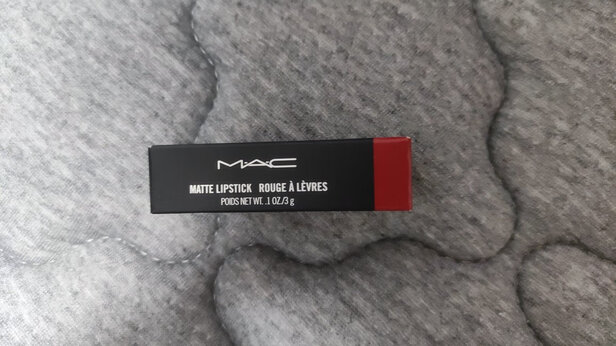 MAC
MATTE LIPSTICK ROUGE À LÈVRES
POIDS NET WT. .1 OZ./3 g